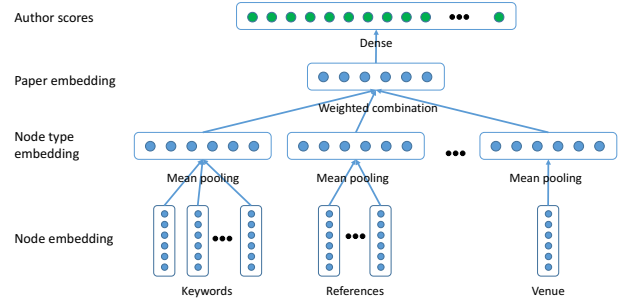 Author scores
Dense
Paper embedding
Weighted combination
Node type
embedding
Mean pooling
Mean pooling
Mean pooling
Node embedding
Keywords
References
Venue